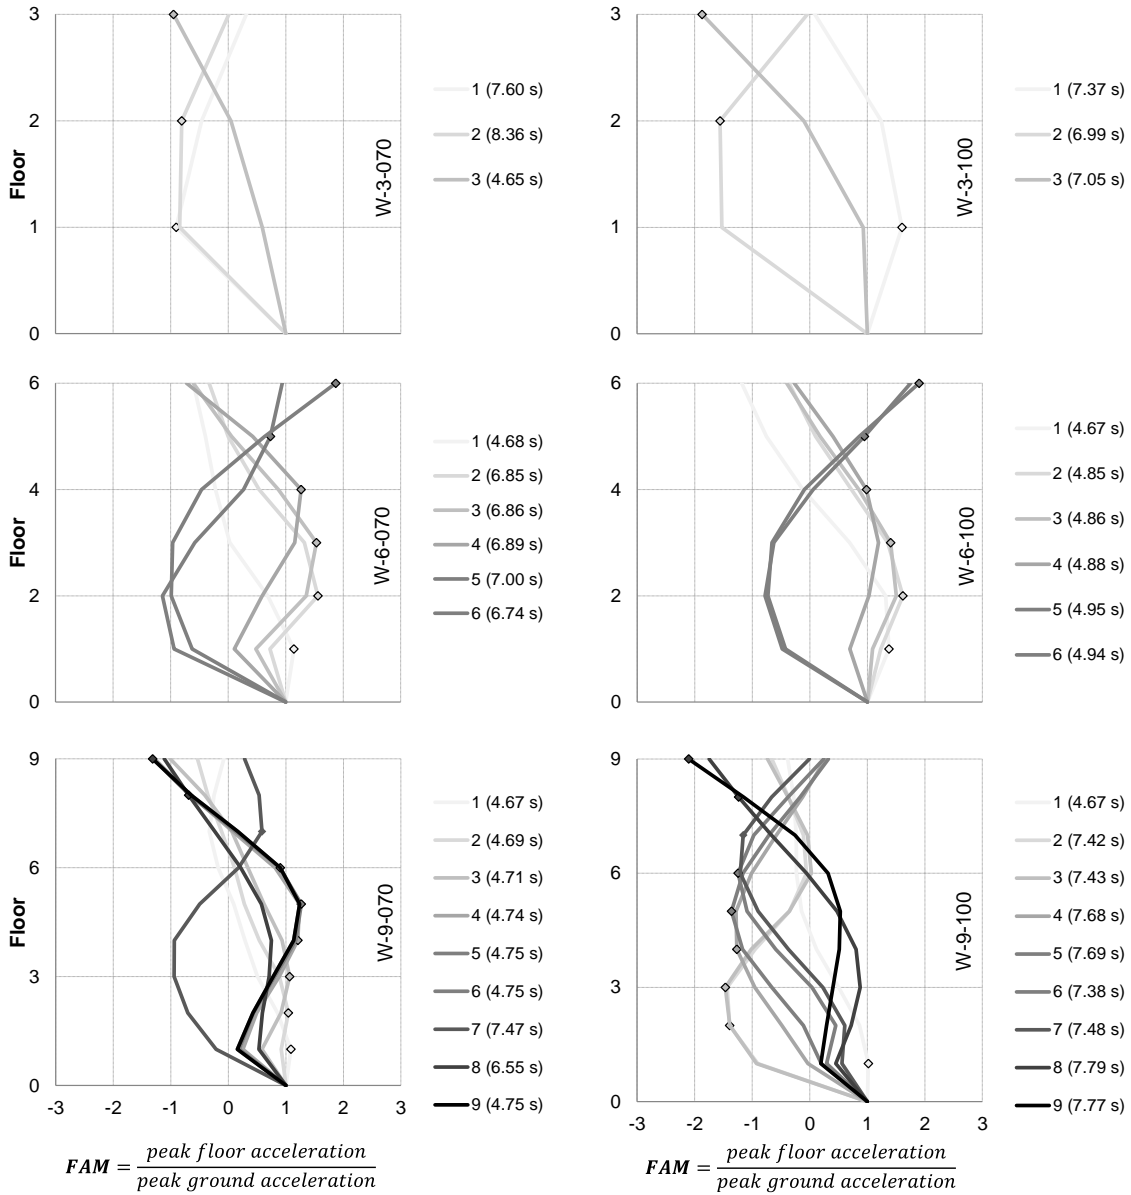 3
2
1
0
Floor
W-3-070
1 (7.60 s)
2 (8.36 s)
3 (4.65 s)
3
2
1
0
W-3-100
1 (7.37 s)
2 (6.99 s)
3 (7.05 s)
6
4
2
0
Floor
W-6-070
1 (4.68 s)
2 (6.85 s)
3 (6.86 s)
4 (6.89 s)
5 (7.00 s)
6 (6.74 s)
6
4
2
0
W-6-100
1 (4.67 s)
2 (4.85 s)
3 (4.86 s)
4 (4.88 s)
5 (4.95 s)
6 (4.94 s)
9
6
3
0
Floor
W-9-070
-3 -2 -1 0 1 2 3
1 (4.67 s)
2 (4.69 s)
3 (4.71 s)
4 (4.74 s)
5 (4.75 s)
6 (4.75 s)
7 (7.47 s)
8 (6.55 s)
9 (4.75 s)
FAM = peak floor acceleration
peak ground acceleration
9
6
3
0
W-9-100
-3 -2 -1 0 1 2 3
1 (4.67 s)
2 (7.42 s)
3 (7.43 s)
4 (7.68 s)
5 (7.69 s)
6 (7.38 s)
7 (7.48 s)
8 (7.79 s)
9 (7.77 s)
FAM = peak floor acceleration
peak ground acceleration